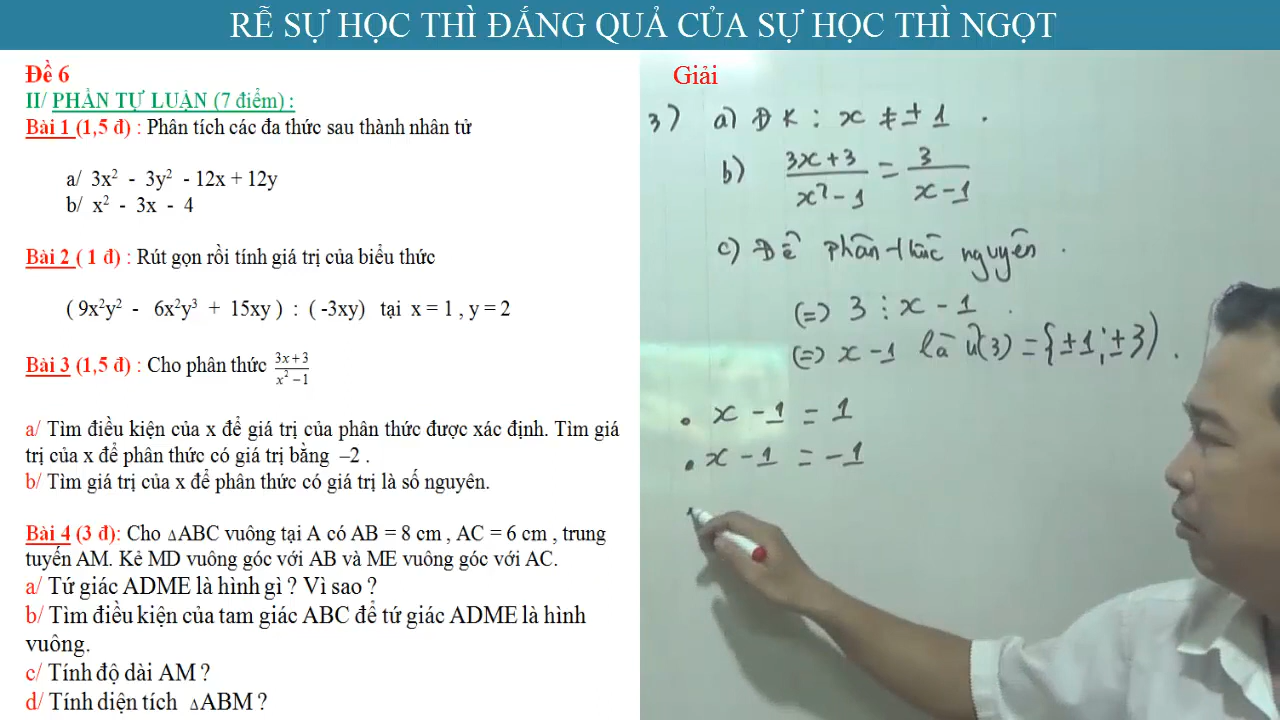 RỄ SỰ HỌC THÌ ĐẮNG QUẢ CỦA SỰ HỌC THÌ NGỌT
Đề 6
II/ PHẦN TỰ LUẬN (7 điểm) :
Bài 1 (1,5 đ) : Phân tích các đa thức sau thành nhân tử
a/ 3x² - 3y² - 12x + 12y
b/ x² - 3x - 4
Bài 2 ( 1 đ) : Rút gọn rồi tính giá trị của biểu thức
( 9x²y² - 6x²y³ + 15xy ) : ( -3xy) tại x = 1 , y = 2
Bài 3 (1,5 đ) : Cho phân thức (3x+3)/(x²−1)
a/ Tìm điều kiện của x để giá trị của phân thức được xác định. Tìm giá
trị của x để phân thức có giá trị bằng –2 .
b/ Tìm giá trị của x để phân thức có giá trị là số nguyên.
Bài 4 (3 đ): Cho △ABC vuông tại A có AB = 8 cm , AC = 6 cm , trung
tuyến AM. Kẻ MD vuông góc với AB và ME vuông góc với AC.
a/ Tứ giác ADME là hình gì ? Vì sao ?
b/ Tìm điều kiện của tam giác ABC để tứ giác ADME là hình
vuông.
c/ Tính độ dài AM ?
d/ Tính diện tích △ABM ?
Giải
3) a) ĐK : x ≠ ±1 .
b) (3x+3)/(x²-1) = 3/(x-1)
c) Để phân thức nguyên .
(=) 3 ⋮ x - 1 .
(=) x - 1 là Ư(3) = {±1; ±3) .
• x - 1 = 1
• x - 1 = -1